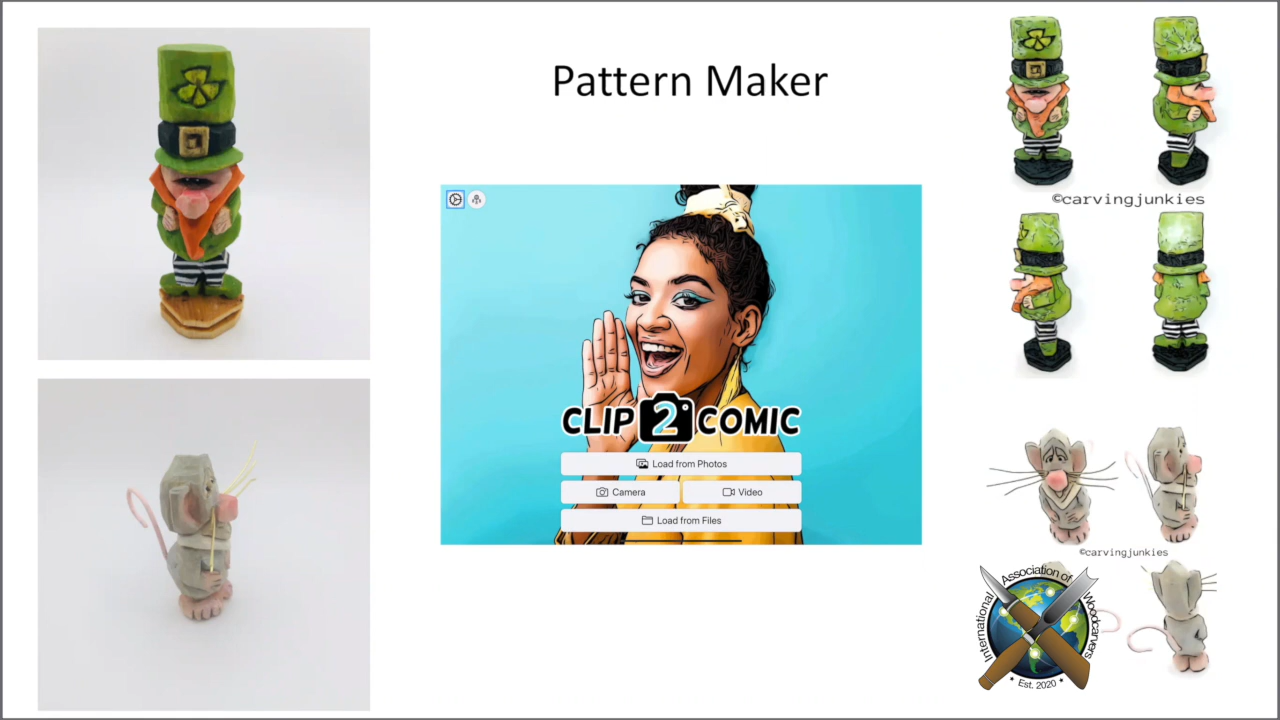 Pattern Maker
CLIP 2 COMIC
Load from Photos
Camera
Video
Load from Files
©carvingjunkies
©carvingjunkies
International Association of Woodcarvers
* Est. 2020 *